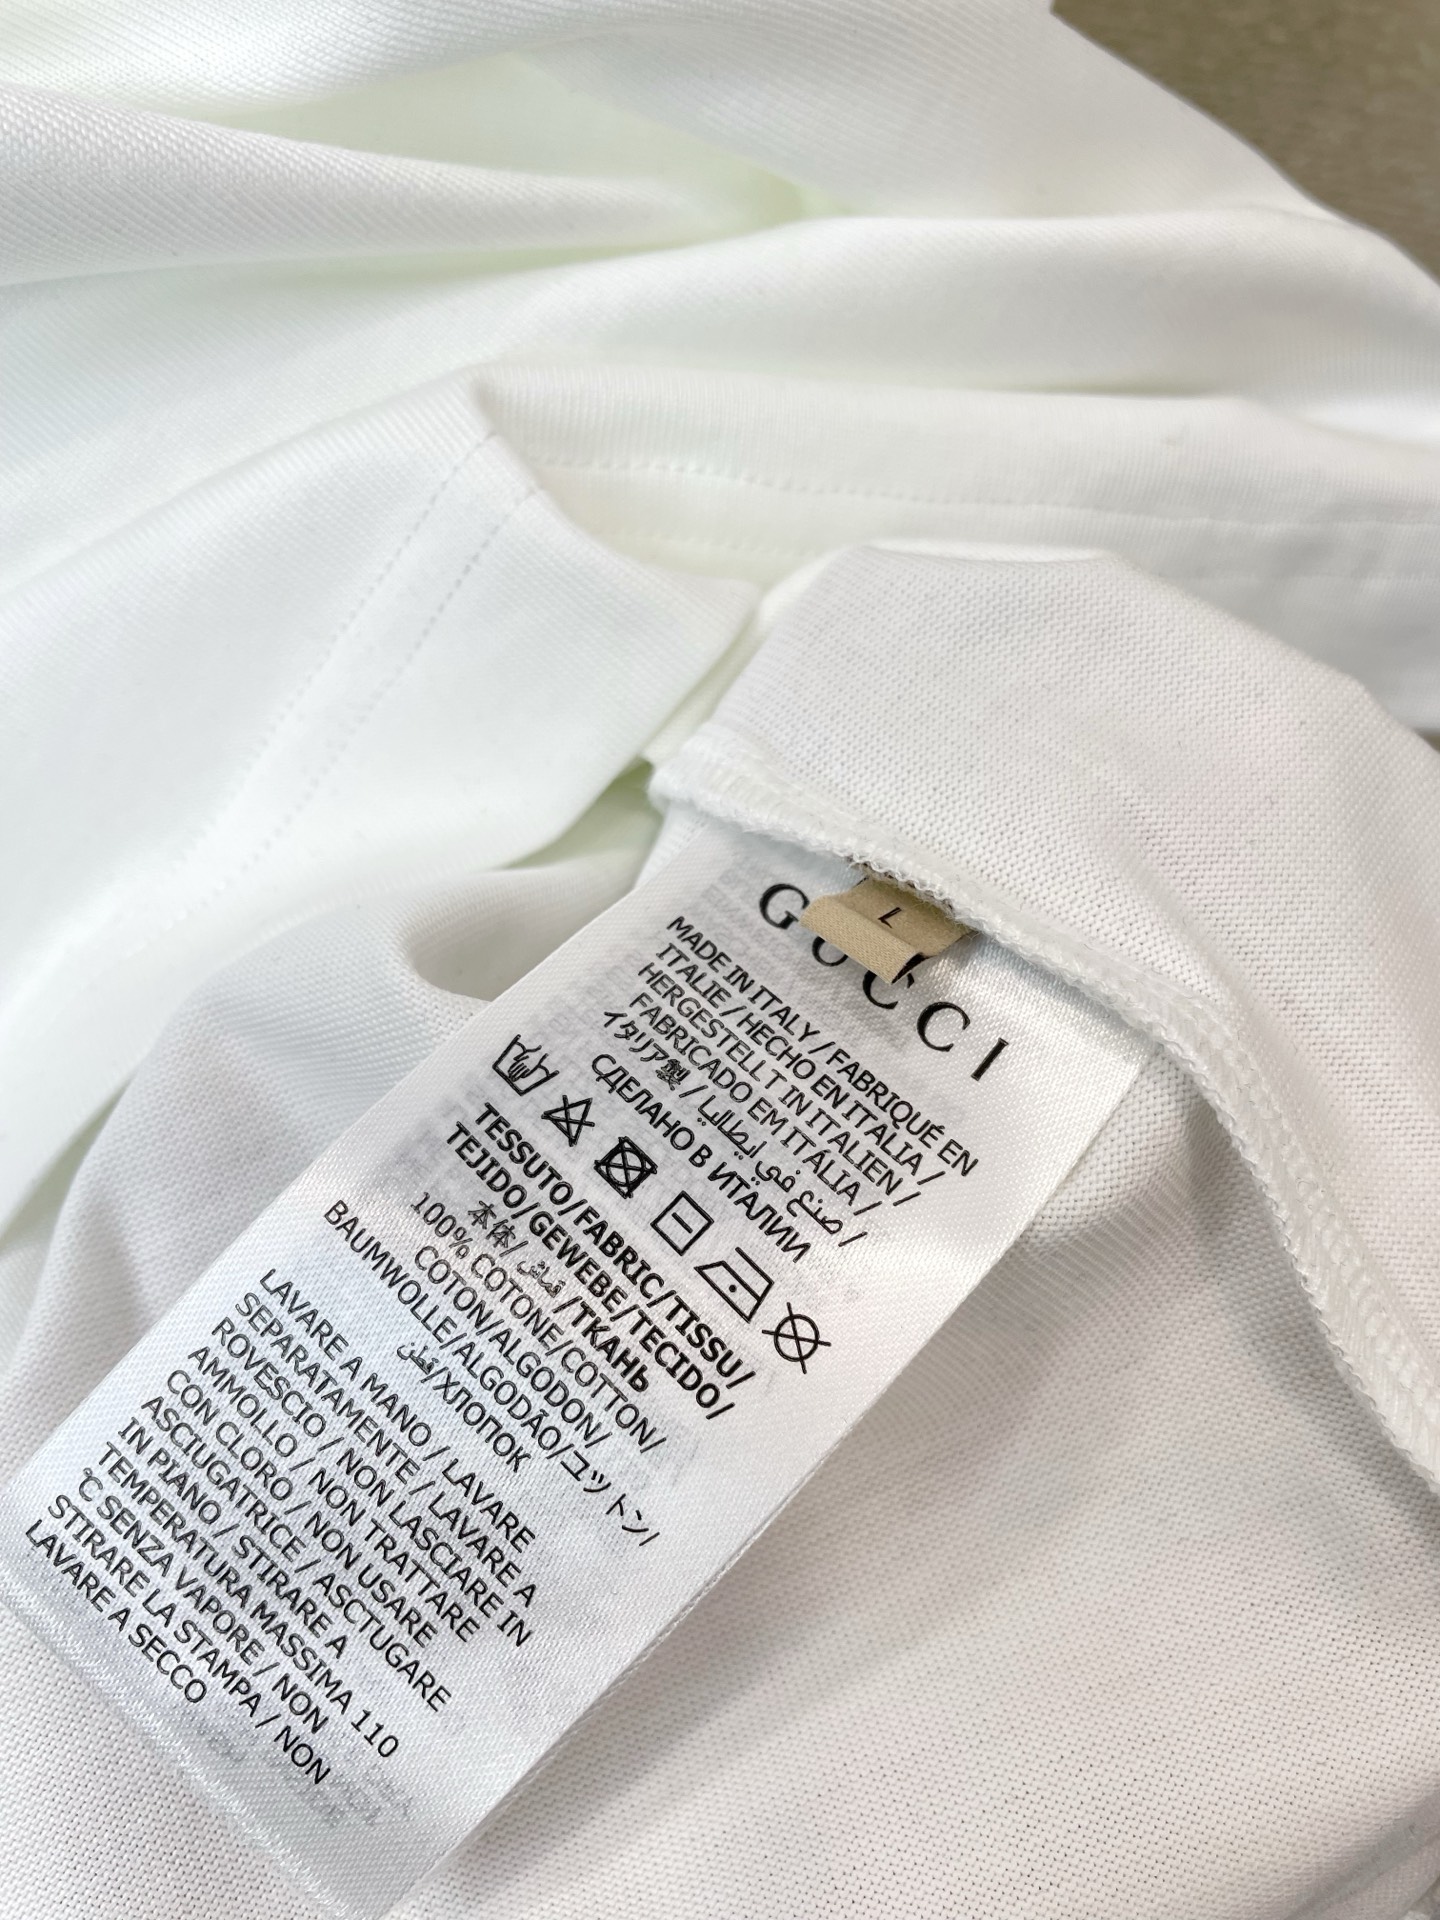 L
GUCCI
MADE IN ITALY / FABRIQUÉ EN
ITALIE / HECHO EN ITALIA /
HERGESTELLT IN ITALIEN /
FABRICADO EM ITÁLIA /
イタリア製 / صنع في ايطاليا /
СДЕЛАНО В ИТАЛИИ
TESSUTO/FABRIC/TISSU/
TEJIDO/GEWEBE/TECIDO/
本体/قماش/ТКАНЬ
100% COTONE/COTTON/
COTON/ALGODON/
BAUMWOLLE/ALGODÃO/コットン/
قطن/ХЛОПОК
LAVARE A MANO / LAVARE
SEPARATAMENTE / LAVARE A
ROVESCIO / NON LASCIARE IN
AMMOLLO / NON TRATTARE
CON CLORO / NON USARE
ASCIUGATRICE / ASCTUGARE
IN PIANO / STIRARE A
TEMPERATURA MASSIMA 110
℃ SENZA VAPORE / NON
STIRARE LA STAMPA / NON
LAVARE A SECCO